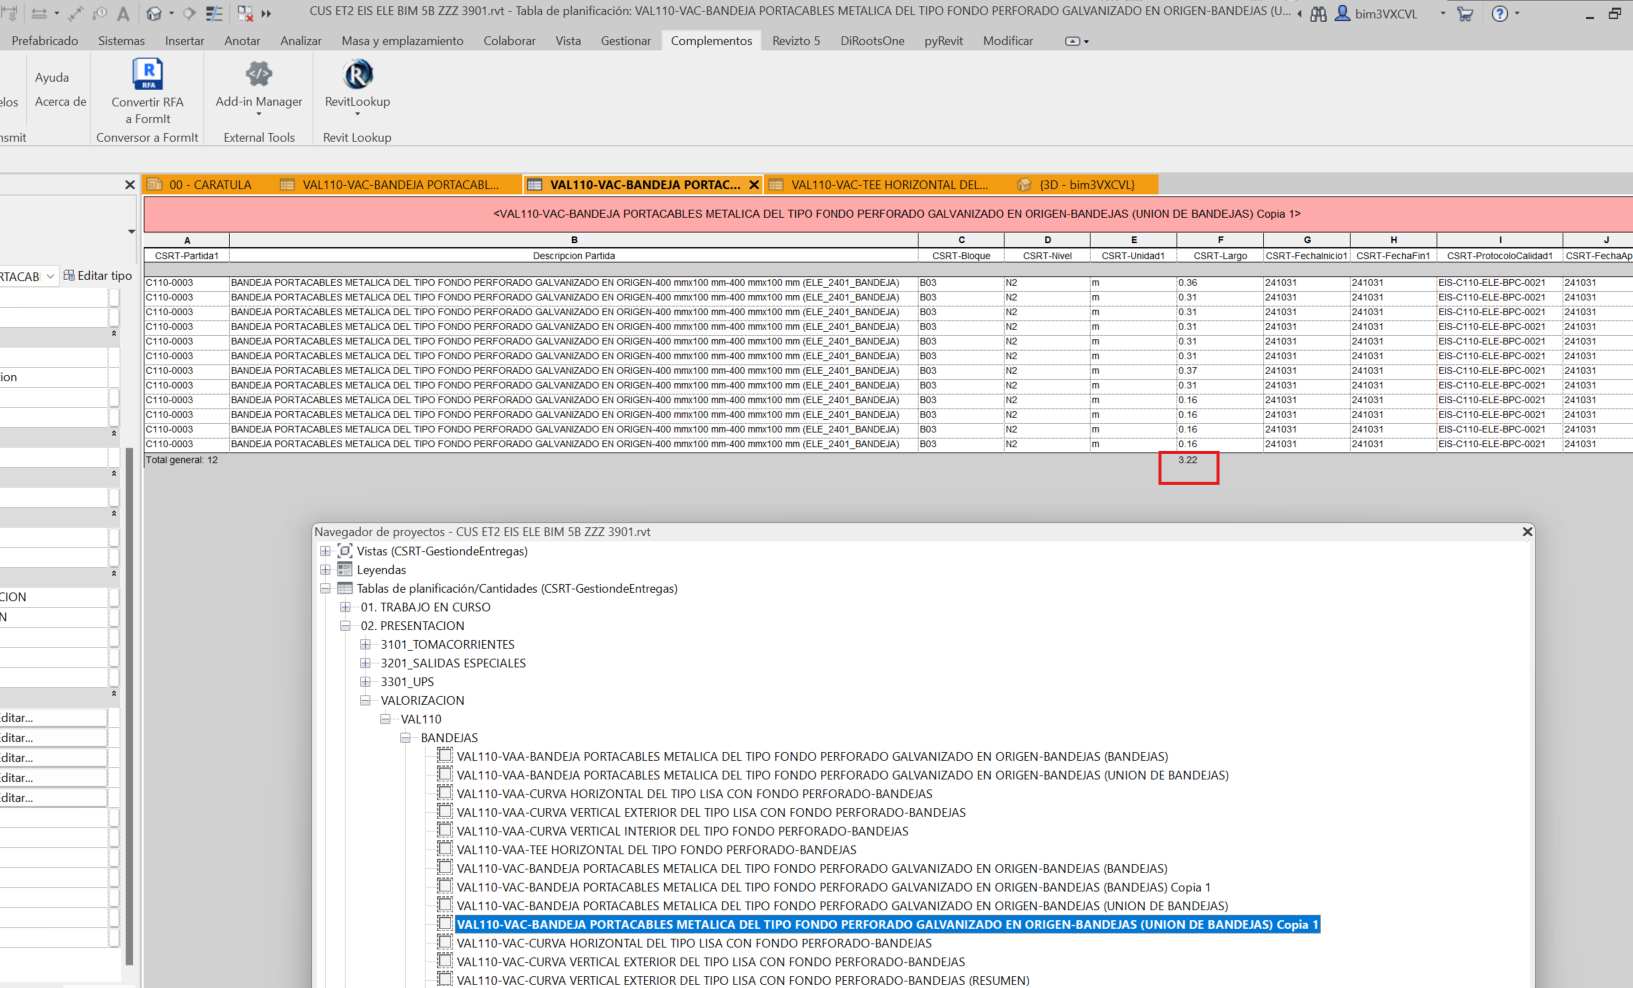 CUS ET2 EIS ELE BIM 5B ZZZ 3901.rvt - Tabla de planificación: VAL110-VAC-BANDEJA PORTACABLES METALICA DEL TIPO FONDO PERFORADO GALVANIZADO EN ORIGEN-BANDEJAS (U...
bim3VXCVL
Prefabricado Sistemas Insertar Anotar Analizar Masa y emplazamiento Colaborar Vista Gestionar Complementos Revizto 5 DiRootsOne pyRevit Modificar
Ayuda
elos Acerca de
Convertir RFA
a FormIt
Add-in Manager
RevitLookup
nsmit
Conversor a FormIt
External Tools
Revit Lookup
00 - CARATULA VAL110-VAC-BANDEJA PORTACABL... VAL110-VAC-BANDEJA PORTAC... VAL110-VAC-TEE HORIZONTAL DEL... {3D - bim3VXCVL}
<VAL110-VAC-BANDEJA PORTACABLES METALICA DEL TIPO FONDO PERFORADO GALVANIZADO EN ORIGEN-BANDEJAS (UNION DE BANDEJAS) Copia 1>
A B C D E F G H I J
CSRT-Partida1 Descripcion Partida CSRT-Bloque CSRT-Nivel CSRT-Unidad1 CSRT-Largo CSRT-FechaInicio1 CSRT-FechaFin1 CSRT-ProtocoloCalidad1 CSRT-FechaAp
C110-0003 BANDEJA PORTACABLES METALICA DEL TIPO FONDO PERFORADO GALVANIZADO EN ORIGEN-400 mmx100 mm-400 mmx100 mm (ELE_2401_BANDEJA) B03 N2 m 0.36 241031 241031 EIS-C110-ELE-BPC-0021 241031
C110-0003 BANDEJA PORTACABLES METALICA DEL TIPO FONDO PERFORADO GALVANIZADO EN ORIGEN-400 mmx100 mm-400 mmx100 mm (ELE_2401_BANDEJA) B03 N2 m 0.31 241031 241031 EIS-C110-ELE-BPC-0021 241031
C110-0003 BANDEJA PORTACABLES METALICA DEL TIPO FONDO PERFORADO GALVANIZADO EN ORIGEN-400 mmx100 mm-400 mmx100 mm (ELE_2401_BANDEJA) B03 N2 m 0.31 241031 241031 EIS-C110-ELE-BPC-0021 241031
C110-0003 BANDEJA PORTACABLES METALICA DEL TIPO FONDO PERFORADO GALVANIZADO EN ORIGEN-400 mmx100 mm-400 mmx100 mm (ELE_2401_BANDEJA) B03 N2 m 0.31 241031 241031 EIS-C110-ELE-BPC-0021 241031
C110-0003 BANDEJA PORTACABLES METALICA DEL TIPO FONDO PERFORADO GALVANIZADO EN ORIGEN-400 mmx100 mm-400 mmx100 mm (ELE_2401_BANDEJA) B03 N2 m 0.31 241031 241031 EIS-C110-ELE-BPC-0021 241031
C110-0003 BANDEJA PORTACABLES METALICA DEL TIPO FONDO PERFORADO GALVANIZADO EN ORIGEN-400 mmx100 mm-400 mmx100 mm (ELE_2401_BANDEJA) B03 N2 m 0.31 241031 241031 EIS-C110-ELE-BPC-0021 241031
C110-0003 BANDEJA PORTACABLES METALICA DEL TIPO FONDO PERFORADO GALVANIZADO EN ORIGEN-400 mmx100 mm-400 mmx100 mm (ELE_2401_BANDEJA) B03 N2 m 0.37 241031 241031 EIS-C110-ELE-BPC-0021 241031
C110-0003 BANDEJA PORTACABLES METALICA DEL TIPO FONDO PERFORADO GALVANIZADO EN ORIGEN-400 mmx100 mm-400 mmx100 mm (ELE_2401_BANDEJA) B03 N2 m 0.31 241031 241031 EIS-C110-ELE-BPC-0021 241031
C110-0003 BANDEJA PORTACABLES METALICA DEL TIPO FONDO PERFORADO GALVANIZADO EN ORIGEN-400 mmx100 mm-400 mmx100 mm (ELE_2401_BANDEJA) B03 N2 m 0.16 241031 241031 EIS-C110-ELE-BPC-0021 241031
C110-0003 BANDEJA PORTACABLES METALICA DEL TIPO FONDO PERFORADO GALVANIZADO EN ORIGEN-400 mmx100 mm-400 mmx100 mm (ELE_2401_BANDEJA) B03 N2 m 0.16 241031 241031 EIS-C110-ELE-BPC-0021 241031
C110-0003 BANDEJA PORTACABLES METALICA DEL TIPO FONDO PERFORADO GALVANIZADO EN ORIGEN-400 mmx100 mm-400 mmx100 mm (ELE_2401_BANDEJA) B03 N2 m 0.16 241031 241031 EIS-C110-ELE-BPC-0021 241031
C110-0003 BANDEJA PORTACABLES METALICA DEL TIPO FONDO PERFORADO GALVANIZADO EN ORIGEN-400 mmx100 mm-400 mmx100 mm (ELE_2401_BANDEJA) B03 N2 m 0.16 241031 241031 EIS-C110-ELE-BPC-0021 241031
Total general: 12 3.22
RTACAB Editar tipo
ion
CION
N
ditar...
ditar...
ditar...
ditar...
ditar...
Navegador de proyectos - CUS ET2 EIS ELE BIM 5B ZZZ 3901.rvt
Vistas (CSRT-GestiondeEntregas)
Leyendas
Tablas de planificación/Cantidades (CSRT-GestiondeEntregas)
01. TRABAJO EN CURSO
02. PRESENTACION
3101_TOMACORRIENTES
3201_SALIDAS ESPECIALES
3301_UPS
VALORIZACION
VAL110
BANDEJAS
VAL110-VAA-BANDEJA PORTACABLES METALICA DEL TIPO FONDO PERFORADO GALVANIZADO EN ORIGEN-BANDEJAS (BANDEJAS)
VAL110-VAA-BANDEJA PORTACABLES METALICA DEL TIPO FONDO PERFORADO GALVANIZADO EN ORIGEN-BANDEJAS (UNION DE BANDEJAS)
VAL110-VAA-CURVA HORIZONTAL DEL TIPO LISA CON FONDO PERFORADO-BANDEJAS
VAL110-VAA-CURVA VERTICAL EXTERIOR DEL TIPO LISA CON FONDO PERFORADO-BANDEJAS
VAL110-VAA-CURVA VERTICAL INTERIOR DEL TIPO FONDO PERFORADO-BANDEJAS
VAL110-VAA-TEE HORIZONTAL DEL TIPO FONDO PERFORADO-BANDEJAS
VAL110-VAC-BANDEJA PORTACABLES METALICA DEL TIPO FONDO PERFORADO GALVANIZADO EN ORIGEN-BANDEJAS (BANDEJAS)
VAL110-VAC-BANDEJA PORTACABLES METALICA DEL TIPO FONDO PERFORADO GALVANIZADO EN ORIGEN-BANDEJAS (BANDEJAS) Copia 1
VAL110-VAC-BANDEJA PORTACABLES METALICA DEL TIPO FONDO PERFORADO GALVANIZADO EN ORIGEN-BANDEJAS (UNION DE BANDEJAS)
VAL110-VAC-BANDEJA PORTACABLES METALICA DEL TIPO FONDO PERFORADO GALVANIZADO EN ORIGEN-BANDEJAS (UNION DE BANDEJAS) Copia 1
VAL110-VAC-CURVA HORIZONTAL DEL TIPO LISA CON FONDO PERFORADO-BANDEJAS
VAL110-VAC-CURVA VERTICAL EXTERIOR DEL TIPO LISA CON FONDO PERFORADO-BANDEJAS
VAL110-VAC-CURVA VERTICAL EXTERIOR DEL TIPO LISA CON FONDO PERFORADO-BANDEJAS (RESUMEN)